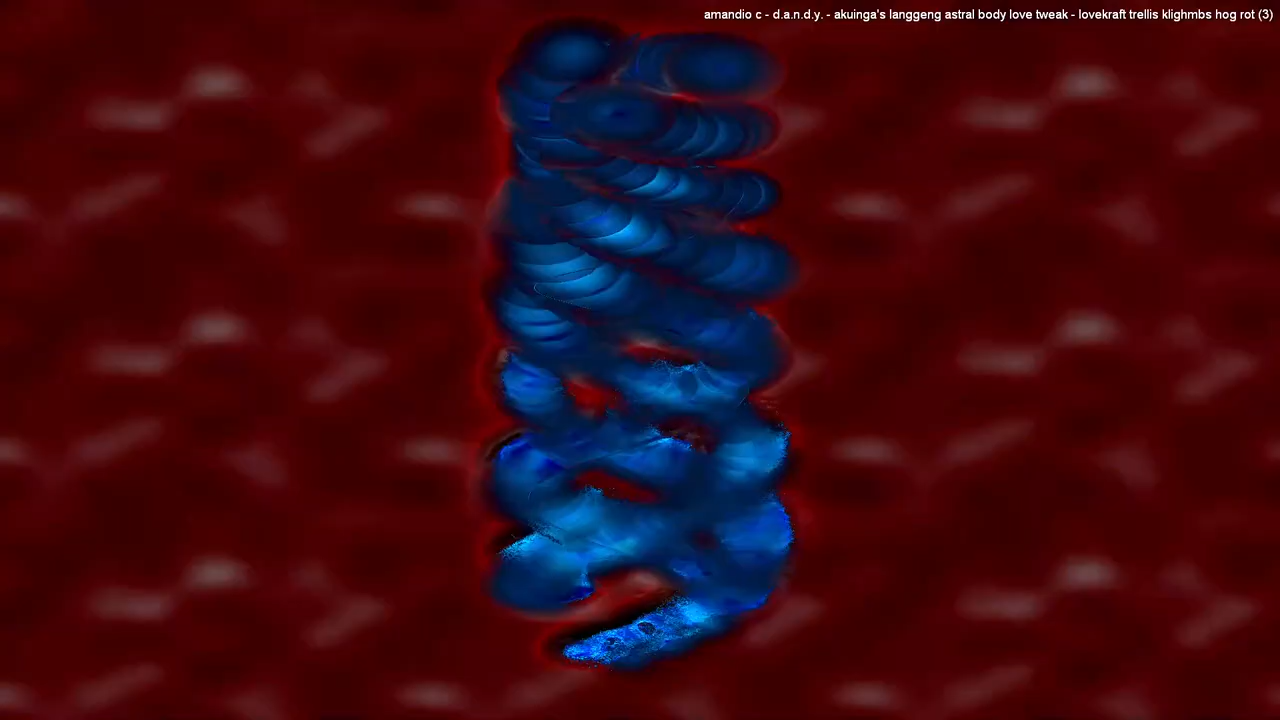 amandio c - d.a.n.d.y. - akuinga's langgeng astral body love tweak - lovekraft trellis klighmbs hog rot (3)